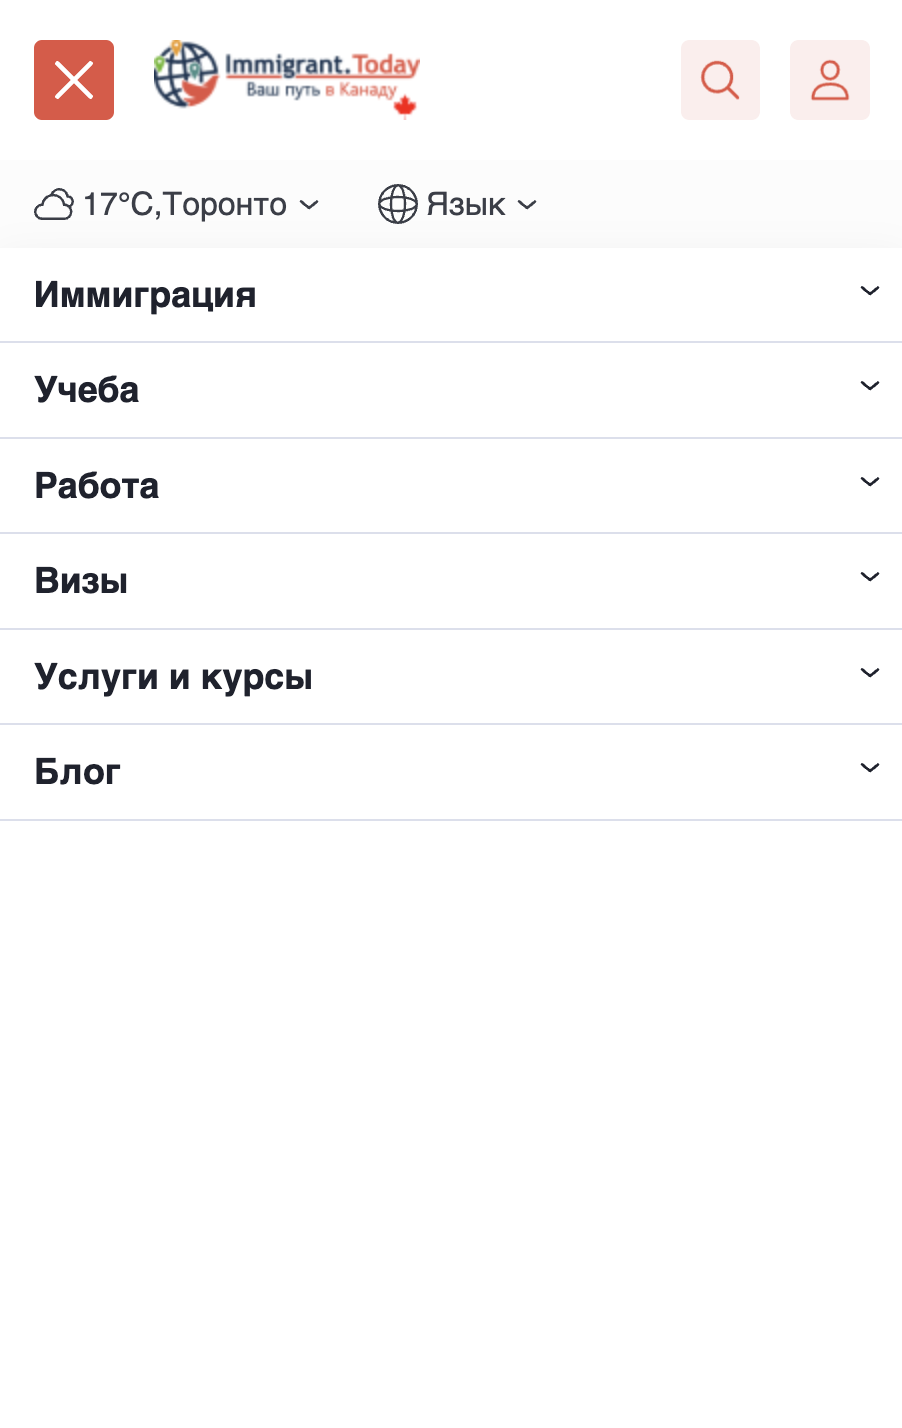 Immigrant.Today
Ваш путь в Канаду
17°C,Торонто
Язык
Иммиграция
Учеба
Работа
Визы
Услуги и курсы
Блог